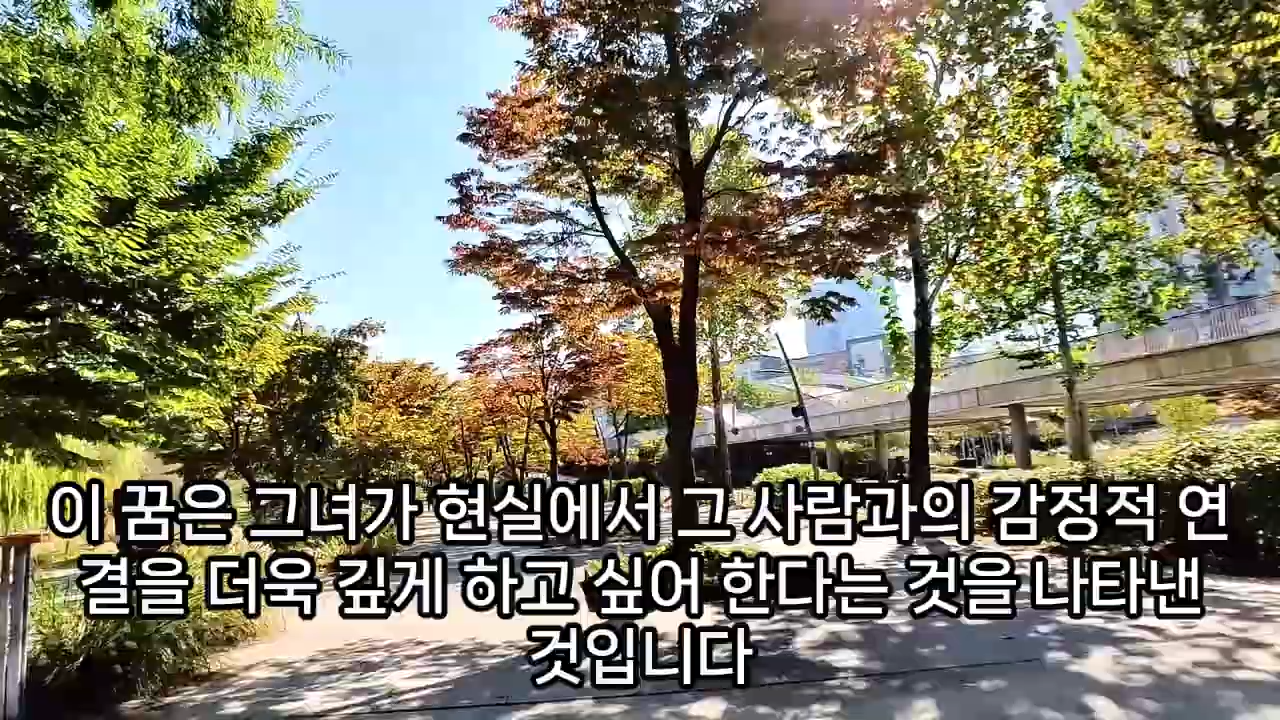 이 꿈은 그녀가 현실에서 그 사람과의 감정적 연
결을 더욱 깊게 하고 싶어 한다는 것을 나타낸
것입니다